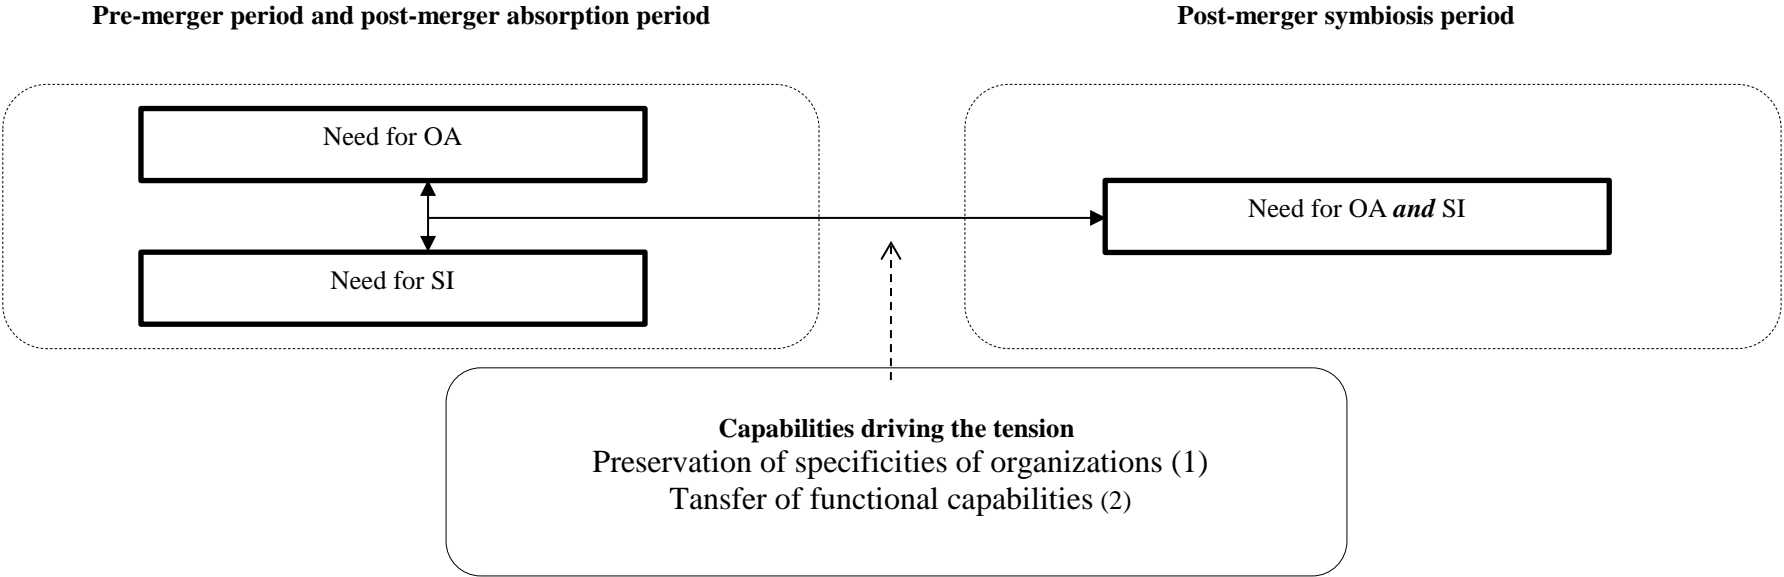 Pre-merger period and post-merger absorption period
Post-merger symbiosis period
Need for OA
Need for OA and SI
Need for SI
Capabilities driving the tension
Preservation of specificities of organizations (1)
Tansfer of functional capabilities (2)